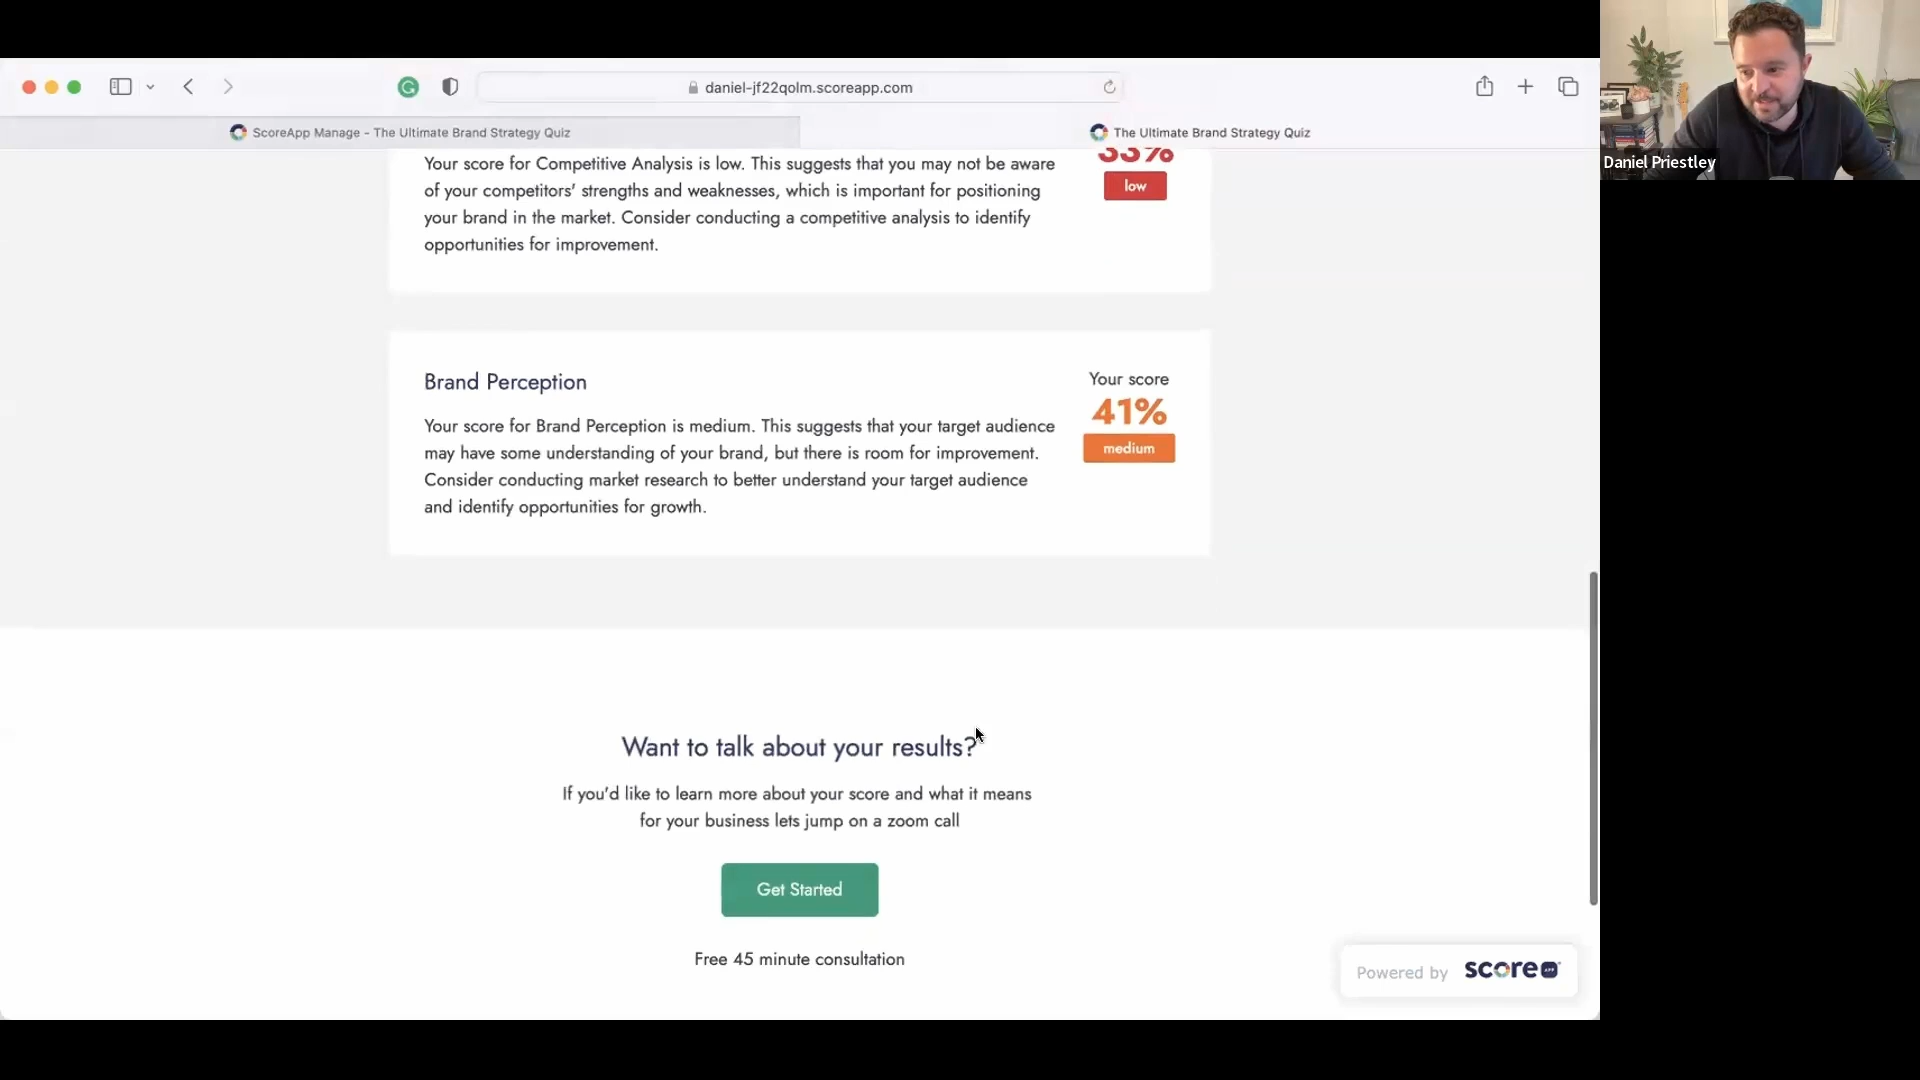 daniel-jf22qolm.scoreapp.com
ScoreApp Manage - The Ultimate Brand Strategy Quiz
The Ultimate Brand Strategy Quiz
Daniel Priestley
Your score for Competitive Analysis is low. This suggests that you may not be aware
of your competitors' strengths and weaknesses, which is important for positioning
your brand in the market. Consider conducting a competitive analysis to identify
opportunities for improvement.
33%
low
Brand Perception
Your score for Brand Perception is medium. This suggests that your target audience
may have some understanding of your brand, but there is room for improvement.
Consider conducting market research to better understand your target audience
and identify opportunities for growth.
Your score
41%
medium
Want to talk about your results?
If you'd like to learn more about your score and what it means
for your business lets jump on a zoom call
Get Started
Free 45 minute consultation
Powered by score APP